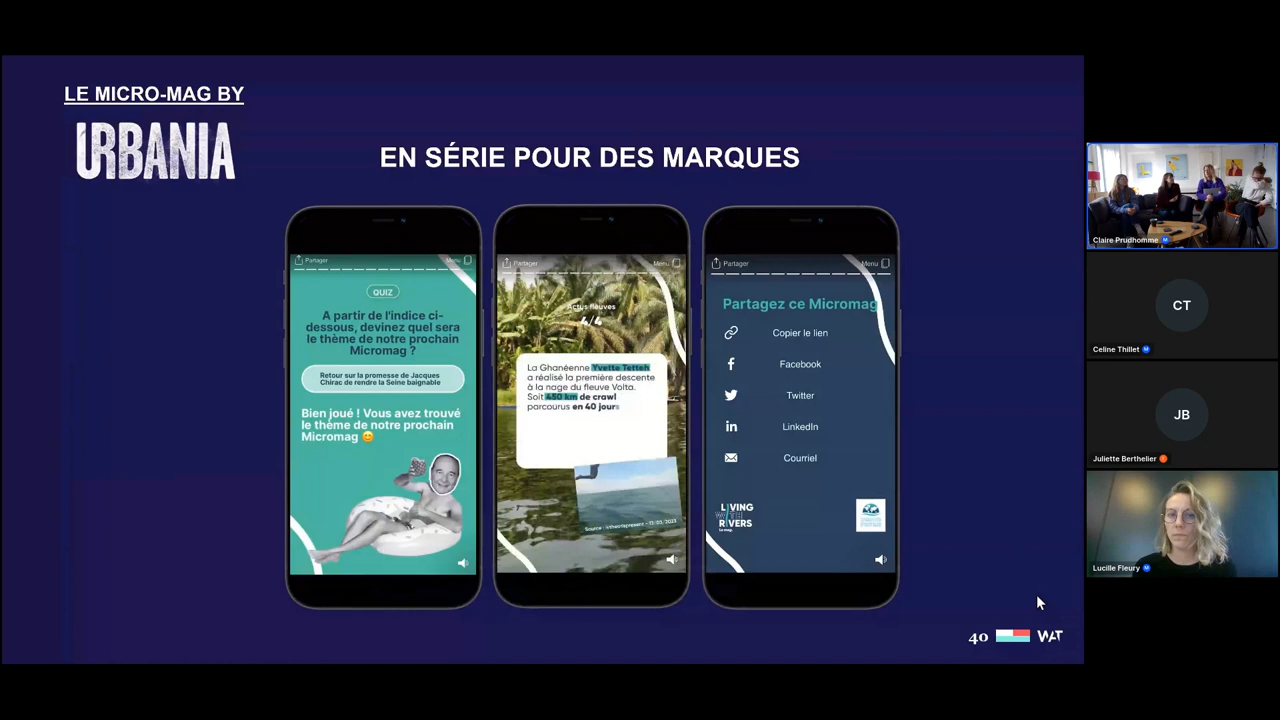 LE MICRO-MAG BY
URBANIA
EN SÉRIE POUR DES MARQUES
Partager
Menu
QUIZ
A partir de l'indice ci-
dessous, devinez quel sera
le thème de notre prochain
Micromag ?
Retour sur la promesse de Jacques
Chirac de rendre la Seine baignable
Bien joué ! Vous avez trouvé
le thème de notre prochain
Micromag 😊
Partager
Menu
Actus fleuves
4/4
La Ghanéenne Yvette Tetteh
a réalisé la première descente
à la nage du fleuve Volta.
Soit 450 km de crawl
parcourus en 40 jours
Partager
Menu
Partagez ce Micromag
Copier le lien
Facebook
Twitter
LinkedIn
Courriel
LIVING
WITH
RIVERS
Le mag.
40
WAT
Claire Prudhomme
CT
Celine Thillet
JB
Juliette Berthelier
Lucille Fleury